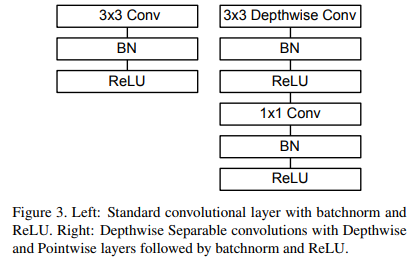 3x3 Conv
BN
ReLU
3x3 Depthwise Conv
BN
ReLU
1x1 Conv
BN
ReLU
Figure 3. Left: Standard convolutional layer with batchnorm and
ReLU. Right: Depthwise Separable convolutions with Depthwise
and Pointwise layers followed by batchnorm and ReLU.